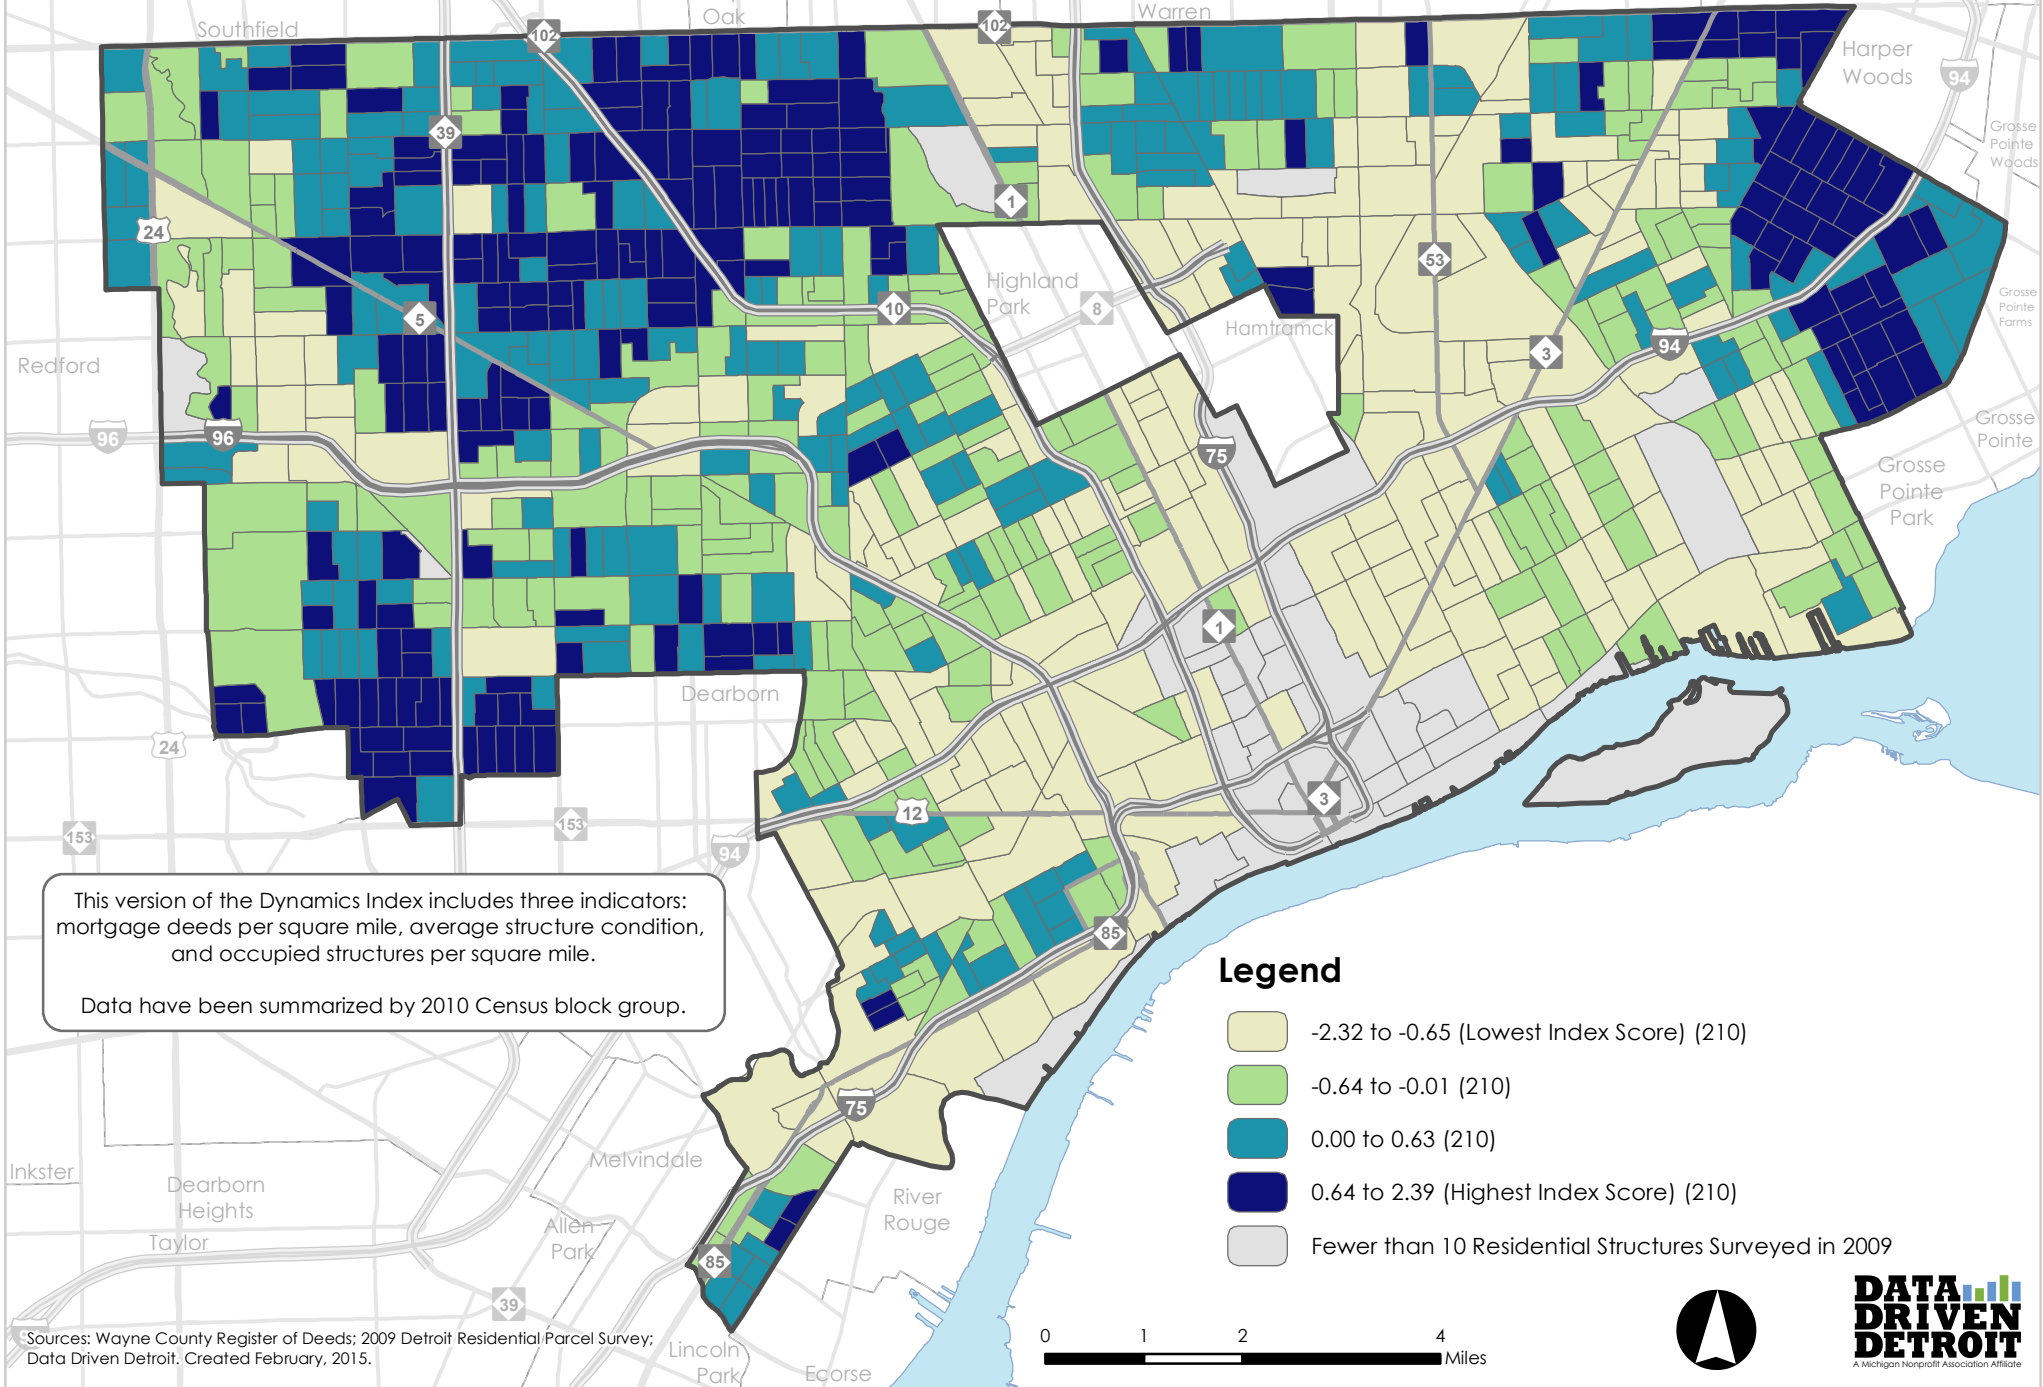 Southfield
Oak
Warren
102
102
Harper
Woods
94
39
Grosse
Pointe
Woods
1
24
53
Highland
Park
8
Grosse
Pointe
Farms
5
10
Hamtramck
3
94
Redford
96
96
75
Grosse
Pointe
Grosse
Pointe
Park
1
Dearborn
24
12
3
153
153
94
This version of the Dynamics Index includes three indicators:
mortgage deeds per square mile, average structure condition,
and occupied structures per square mile.
Data have been summarized by 2010 Census block group.
85
Legend
-2.32 to -0.65 (Lowest Index Score) (210)
-0.64 to -0.01 (210)
0.00 to 0.63 (210)
0.64 to 2.39 (Highest Index Score) (210)
Fewer than 10 Residential Structures Surveyed in 2009
75
Melvindale
Inkster
Dearborn
Heights
River
Rouge
Allen
Park
Taylor
85
39
Sources: Wayne County Register of Deeds; 2009 Detroit Residential Parcel Survey;
Data Driven Detroit. Created February, 2015.
Lincoln
Park
Ecorse
0 1 2 4
Miles
DATA
DRIVEN
DETROIT
A Michigan Nonprofit Association Affiliate